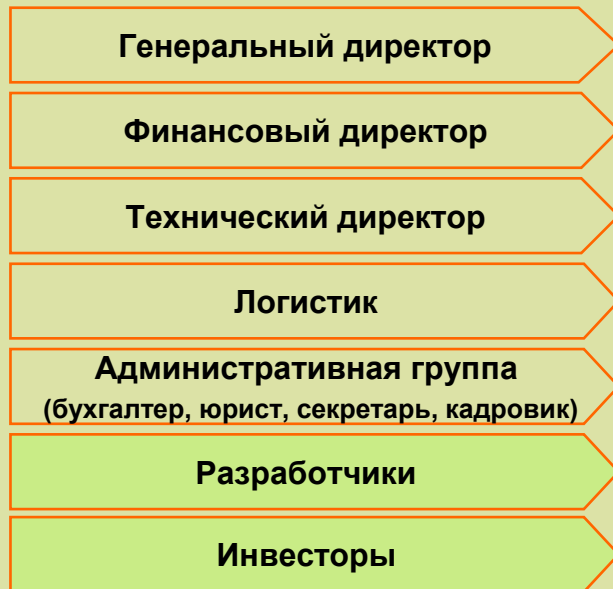 Генеральный директор
Финансовый директор
Технический директор
Логистик
Административная группа
(бухгалтер, юрист, секретарь, кадровик)
Разработчики
Инвесторы